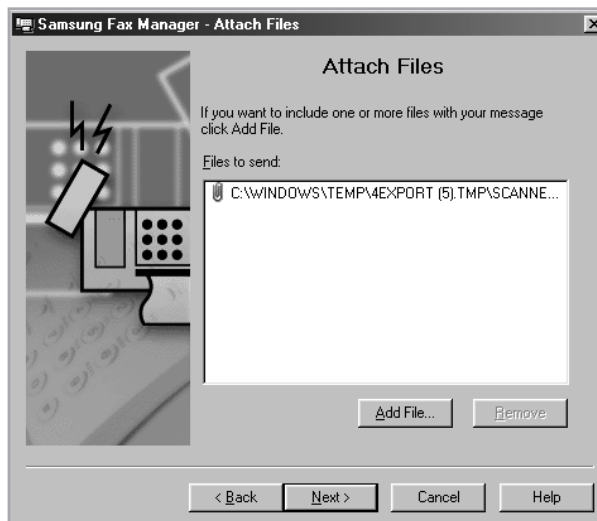 Samsung Fax Manager - Attach Files
Attach Files
If you want to include one or more files with your message
click Add File.
Files to send:
C:\WINDOWS\TEMP\4EXPORT (5).TMP\SCANNE...
Add File...
Remove
< Back
Next >
Cancel
Help